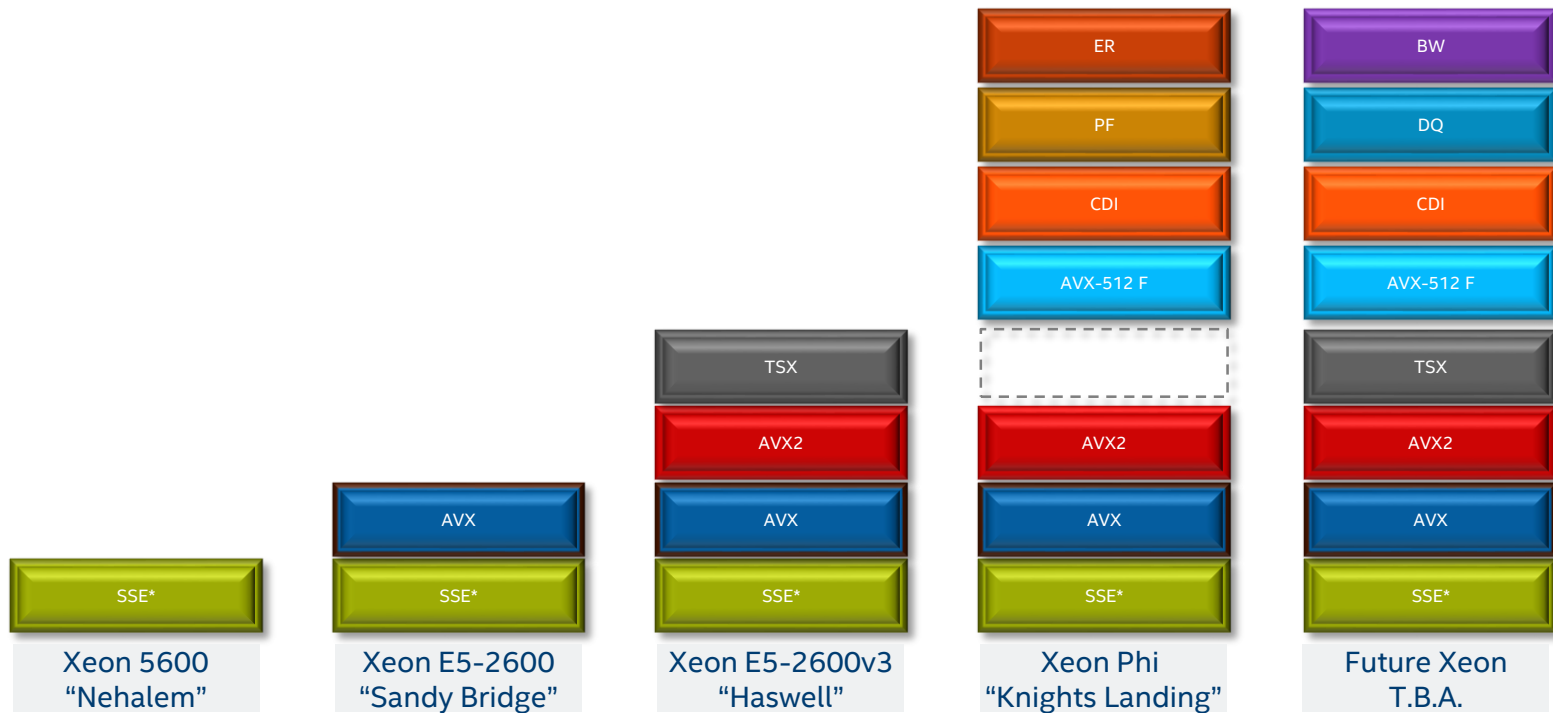 ER
BW
PF
DQ
CDI
CDI
AVX-512 F
AVX-512 F
TSX
TSX
AVX2
AVX2
AVX2
AVX
AVX
AVX
AVX
SSE*
SSE*
SSE*
SSE*
SSE*
Xeon 5600
“Nehalem”
Xeon E5-2600
“Sandy Bridge”
Xeon E5-2600v3
“Haswell”
Xeon Phi
“Knights Landing”
Future Xeon
T.B.A.